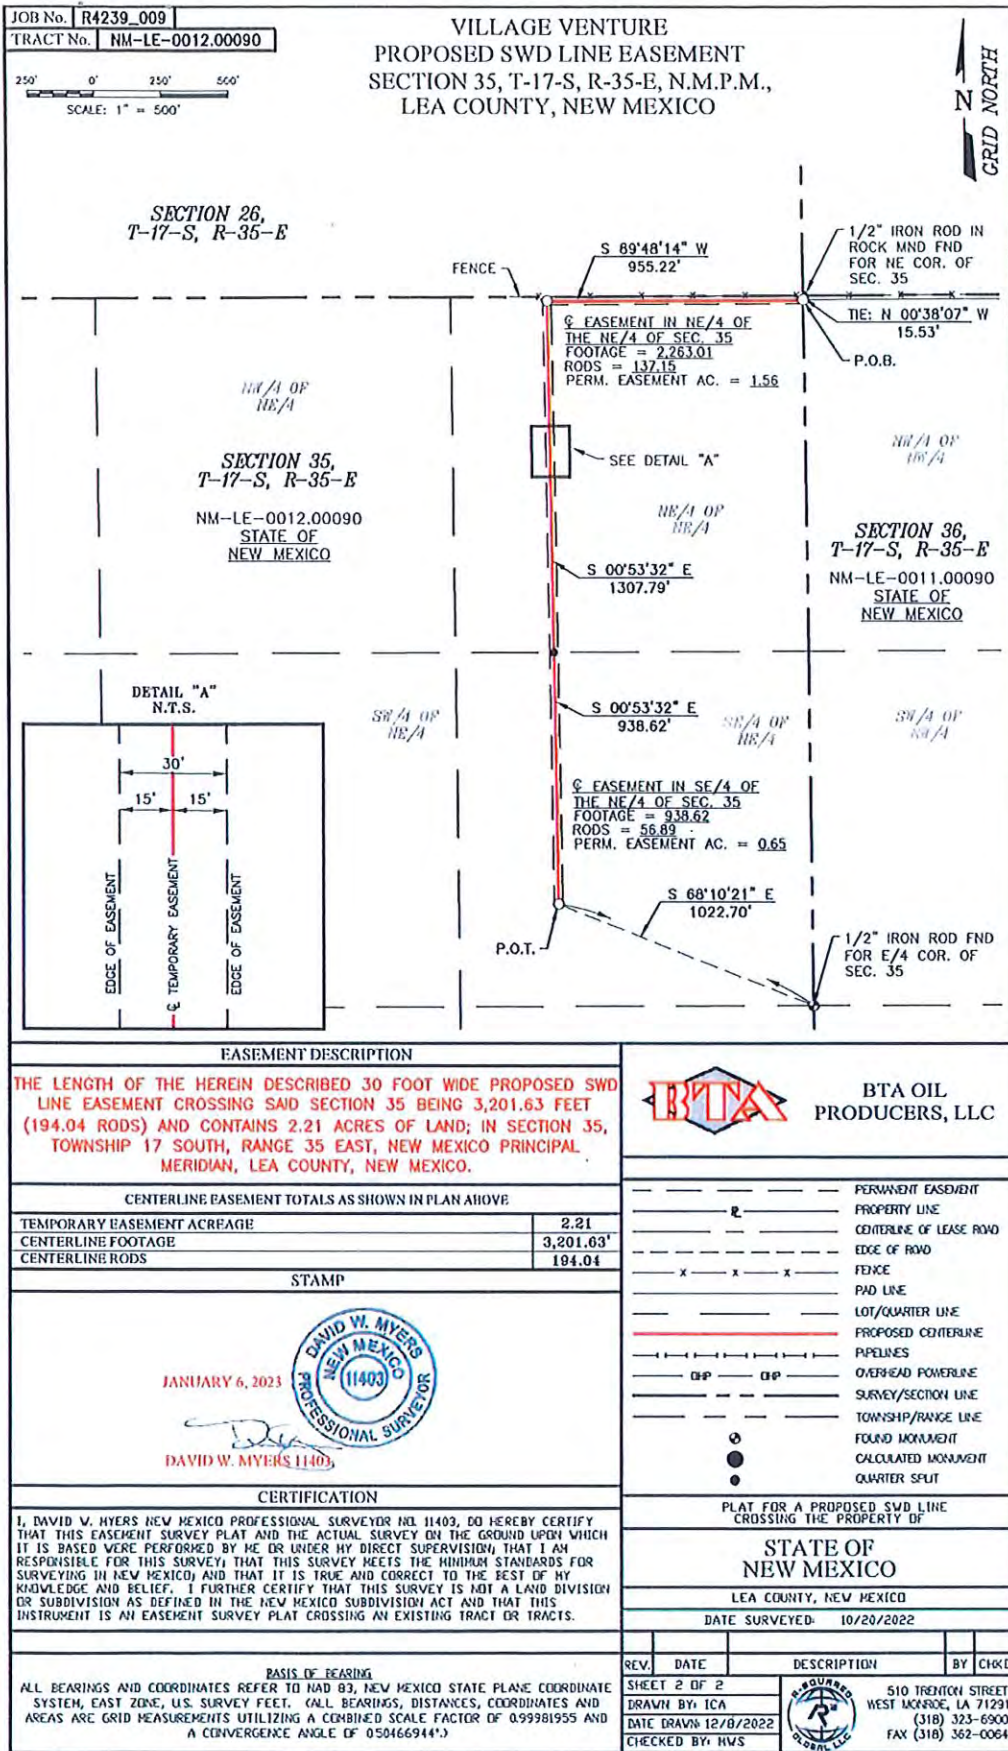 JOB No. R4239_009
TRACT No. NM-LE-0012.00090
250' 0' 250' 500'
SCALE: 1" = 500'
VILLAGE VENTURE
PROPOSED SWD LINE EASEMENT
SECTION 35, T-17-S, R-35-E, N.M.P.M.,
LEA COUNTY, NEW MEXICO
N
GRID NORTH
SECTION 26,
T-17-S, R-35-E
FENCE
S 89°48'14" W
955.22'
1/2" IRON ROD IN
ROCK MND FND
FOR NE COR. OF
SEC. 35
TIE: N 00°38'07" W
15.53'
P.O.B.
℄ EASEMENT IN NE/4 OF
THE NE/4 OF SEC. 35
FOOTAGE = 2,263.01
RODS = 137.15
PERM. EASEMENT AC. = 1.56
NW/4 OF
NE/4
SEE DETAIL "A"
NW/4 OF
NW/4
SECTION 35,
T-17-S, R-35-E
NM-LE-0012.00090
STATE OF
NEW MEXICO
NE/4 OF
NE/4
SECTION 36,
T-17-S, R-35-E
NM-LE-0011.00090
STATE OF
NEW MEXICO
S 00°53'32" E
1307.79'
DETAIL "A"
N.T.S.
30'
15' 15'
EDGE OF EASEMENT
℄ TEMPORARY EASEMENT
EDGE OF EASEMENT
SW/4 OF
NE/4
S 00°53'32" E
938.62'
SE/4 OF
NE/4
SW/4 OF
NW/4
℄ EASEMENT IN SE/4 OF
THE NE/4 OF SEC. 35
FOOTAGE = 938.62
RODS = 56.89
PERM. EASEMENT AC. = 0.65
S 68°10'21" E
1022.70'
P.O.T.
1/2" IRON ROD FND
FOR E/4 COR. OF
SEC. 35
EASEMENT DESCRIPTION
THE LENGTH OF THE HEREIN DESCRIBED 30 FOOT WIDE PROPOSED SWD
LINE EASEMENT CROSSING SAID SECTION 35 BEING 3,201.63 FEET
(194.04 RODS) AND CONTAINS 2.21 ACRES OF LAND; IN SECTION 35,
TOWNSHIP 17 SOUTH, RANGE 35 EAST, NEW MEXICO PRINCIPAL
MERIDIAN, LEA COUNTY, NEW MEXICO.
CENTERLINE EASEMENT TOTALS AS SHOWN IN PLAN ABOVE
TEMPORARY EASEMENT ACREAGE 2.21
CENTERLINE FOOTAGE 3,201.63'
CENTERLINE RODS 194.04
STAMP
JANUARY 6, 2023
DAVID W. MYERS
NEW MEXICO
11403
PROFESSIONAL SURVEYOR
DAVID W. MYERS 11403
CERTIFICATION
I, DAVID W. MYERS NEW MEXICO PROFESSIONAL SURVEYOR NO. 11403, DO HEREBY CERTIFY
THAT THIS EASEMENT SURVEY PLAT AND THE ACTUAL SURVEY ON THE GROUND UPON WHICH
IT IS BASED WERE PERFORMED BY ME OR UNDER MY DIRECT SUPERVISION; THAT I AM
RESPONSIBLE FOR THIS SURVEY; THAT THIS SURVEY MEETS THE MINIMUM STANDARDS FOR
SURVEYING IN NEW MEXICO; AND THAT IT IS TRUE AND CORRECT TO THE BEST OF MY
KNOWLEDGE AND BELIEF. I FURTHER CERTIFY THAT THIS SURVEY IS NOT A LAND DIVISION
OR SUBDIVISION AS DEFINED IN THE NEW MEXICO SUBDIVISION ACT AND THAT THIS
INSTRUMENT IS AN EASEMENT SURVEY PLAT CROSSING AN EXISTING TRACT OR TRACTS.
BASIS OF BEARING
ALL BEARINGS AND COORDINATES REFER TO NAD 83, NEW MEXICO STATE PLANE COORDINATE
SYSTEM, EAST ZONE, U.S. SURVEY FEET. (ALL BEARINGS, DISTANCES, COORDINATES AND
AREAS ARE GRID MEASUREMENTS UTILIZING A COMBINED SCALE FACTOR OF 0.99981955 AND
A CONVERGENCE ANGLE OF 0.50466944°.)
BTA
BTA OIL
PRODUCERS, LLC
PERMANENT EASEMENT
PROPERTY LINE
CENTERLINE OF LEASE ROAD
EDGE OF ROAD
FENCE
PAD LINE
LOT/QUARTER LINE
PROPOSED CENTERLINE
PIPELINES
OHP OHP OVERHEAD POWERLINE
SURVEY/SECTION LINE
TOWNSHIP/RANGE LINE
FOUND MONUMENT
CALCULATED MONUMENT
QUARTER SPLIT
PLAT FOR A PROPOSED SWD LINE
CROSSING THE PROPERTY OF
STATE OF
NEW MEXICO
LEA COUNTY, NEW MEXICO
DATE SURVEYED: 10/20/2022
REV. DATE DESCRIPTION BY CHKD
SHEET 2 OF 2
DRAWN BY: ICA
DATE DRAWN: 12/8/2022
CHECKED BY: HWS
R-SQUARED
R²
GLOBAL, LLC
510 TRENTON STREET
WEST MONROE, LA 71291
(318) 323-6900
FAX (318) 362-0064